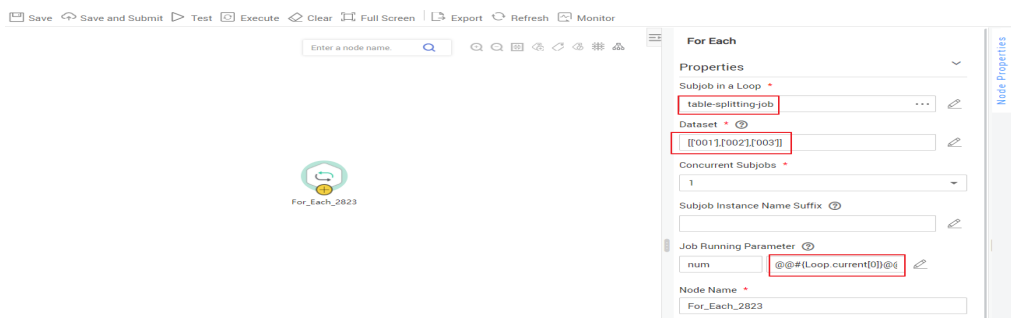 Save Save and Submit Test Execute Clear Full Screen Export Refresh Monitor
Enter a node name.
For_Each_2823
For Each
Properties
Subjob in a Loop *
table-splitting-job ...
Dataset * ?
[['001'],['002'],['003']]
Concurrent Subjobs *
1
Subjob Instance Name Suffix ?
Job Running Parameter ?
num @@#{Loop.current[0]}@@
Node Name *
For_Each_2823
Node Properties